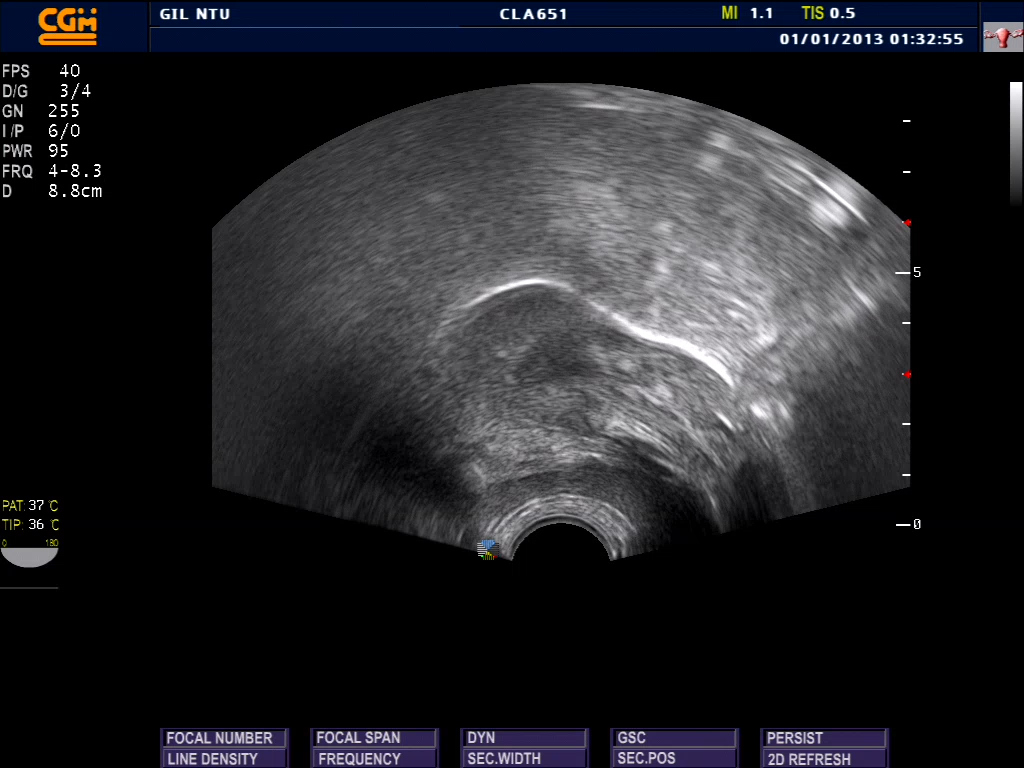 CGM
GIL NTU CLA651 MI 1.1 TIS 0.5
01/01/2013 01:32:55
FPS 40
D/G 3/4
GN 255
I/P 6/0
PWR 95
FRQ 4-8.3
D 8.8cm
5
PAT: 37 °C
TIP: 36 °C
0 180
0
FOCAL NUMBER FOCAL SPAN DYN GSC PERSIST
LINE DENSITY FREQUENCY SEC.WIDTH SEC.POS 2D REFRESH